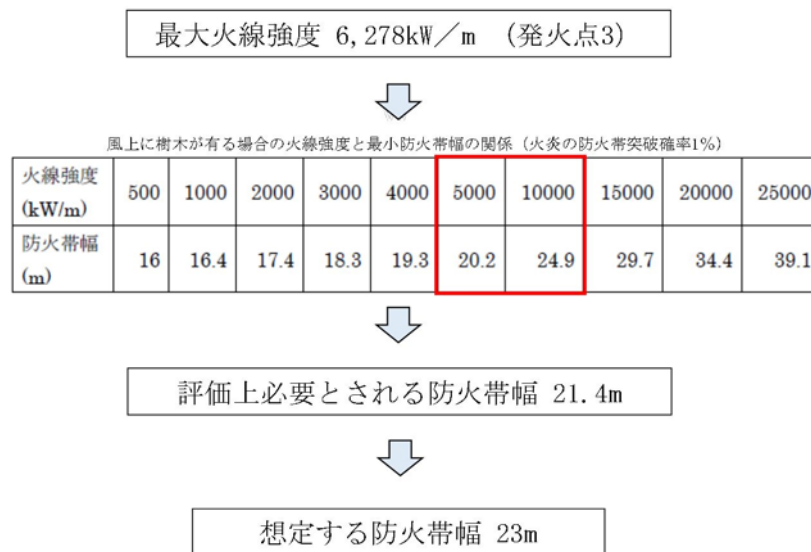 最大火線強度 6,278kW／m （発火点3）
風上に樹木が有る場合の火線強度と最小防火帯幅の関係（火炎の防火帯突破確率1%）
火線強度 (kW/m) 500 1000 2000 3000 4000 5000 10000 15000 20000 25000
防火帯幅 (m) 16 16.4 17.4 18.3 19.3 20.2 24.9 29.7 34.4 39.1
評価上必要とされる防火帯幅 21.4m
想定する防火帯幅 23m